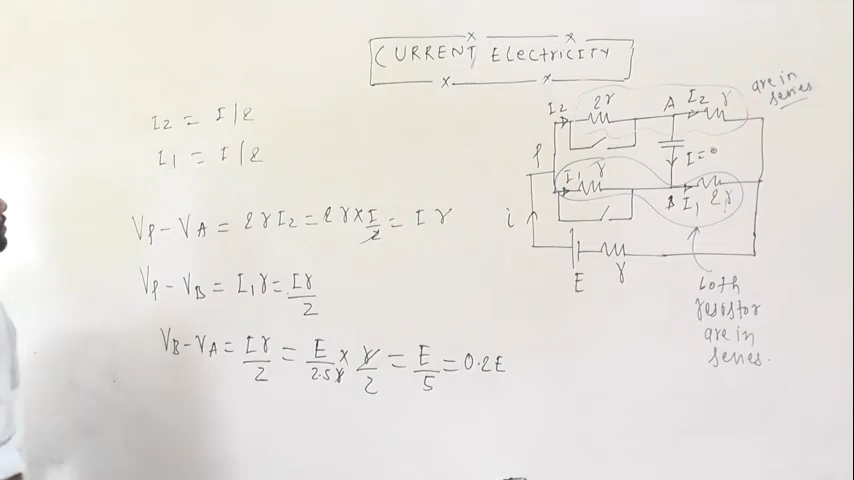 CURRENT ELECTRICITY
I₂ = I/2
I₁ = I/2
Vp - VA = 2r I₂ = 2r × I/2 = I r
Vp - VB = I₁ r = Ir/2
VB - VA = Ir/2 = E/2.5r × r/2 = E/5 = 0.2E
are in
series
I₂ 2r A I₂ r
P I = 0
I₁ r B I₁ 2r
i
E r
both
resistor
are in
series.